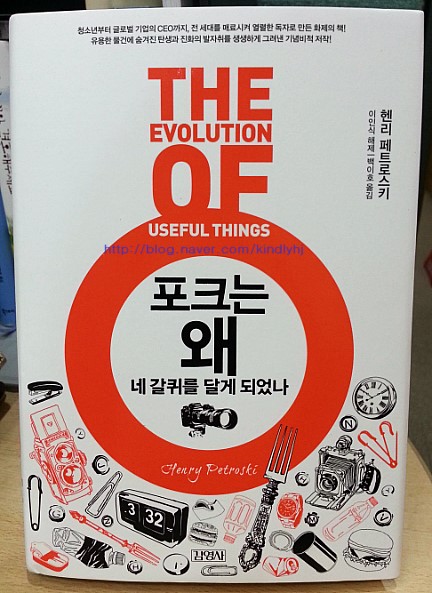 청소년부터 글로벌 기업의 CEO까지, 전 세대를 매료시켜 열렬한 독자로 만든 화제의 책!
유용한 물건에 숨겨진 탄생과 진화의 발자취를 생생하게 그려낸 기념비적 저작!
THE
EVOLUTION
OF
USEFUL THINGS
헨리 페트로스키
이인식 해제 | 백이호 옮김
http://blog.naver.com/kindlyhj
포크는
왜
네 갈퀴를 달게 되었나
Henry Petroski
3 32
김영사